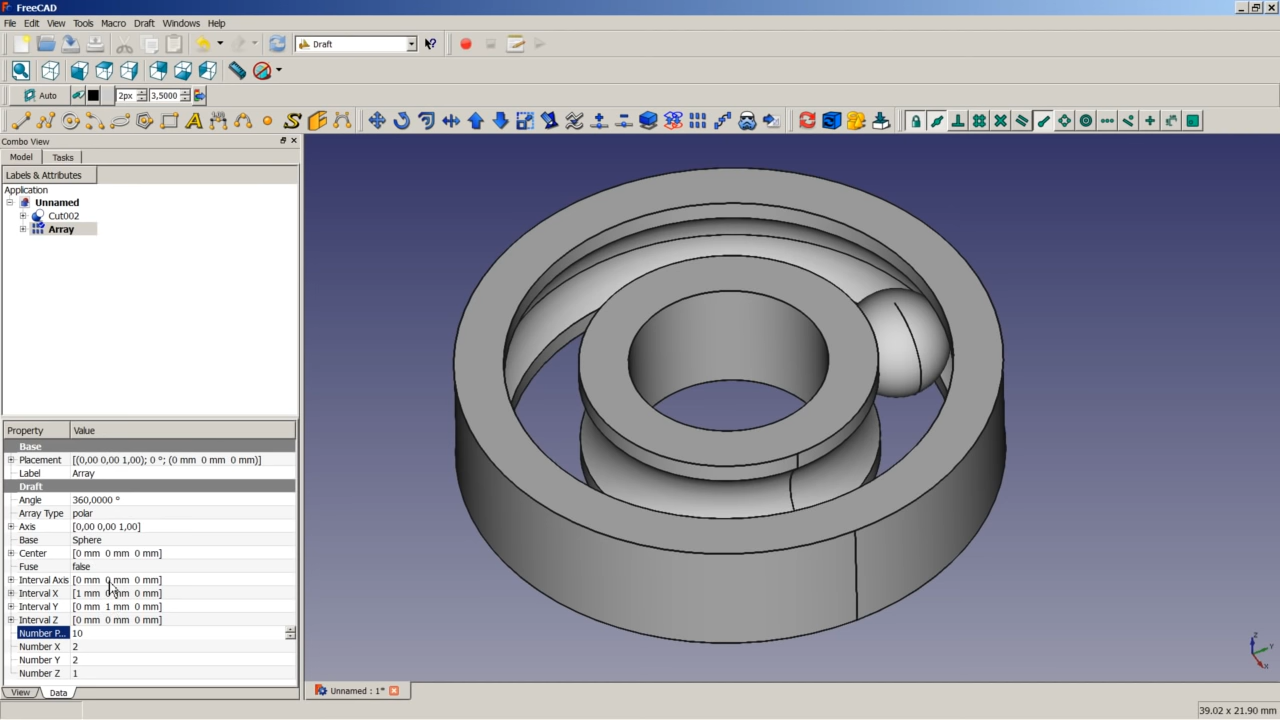 FreeCAD
File Edit View Tools Macro Draft Windows Help
Draft
Auto 2px 3,5000
Combo View
Model Tasks
Labels & Attributes
Application
Unnamed
Cut002
Array
Property Value
Base
Placement [(0,00 0,00 1,00); 0 °; (0 mm 0 mm 0 mm)]
Label Array
Draft
Angle 360,0000 °
Array Type polar
Axis [0,00 0,00 1,00]
Base Sphere
Center [0 mm 0 mm 0 mm]
Fuse false
Interval Axis [0 mm 0 mm 0 mm]
Interval X [1 mm 0 mm 0 mm]
Interval Y [0 mm 1 mm 0 mm]
Interval Z [0 mm 0 mm 0 mm]
Number P... 10
Number X 2
Number Y 2
Number Z 1
View Data
Unnamed : 1*
Z
Y
X
39.02 x 21.90 mm